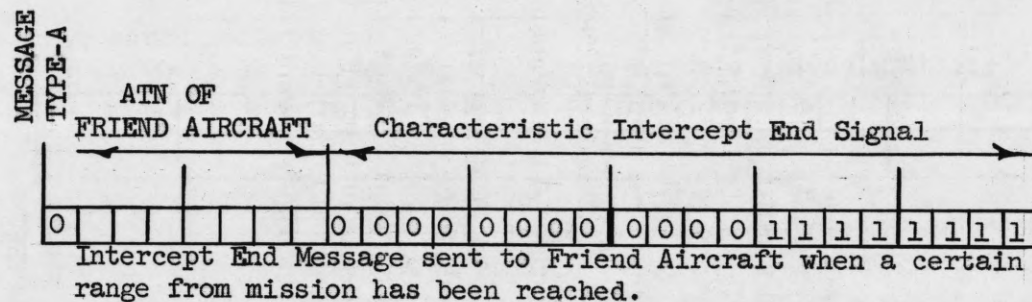 MESSAGE
TYPE-A
ATN OF
FRIEND AIRCRAFT
Characteristic Intercept End Signal
0 0 0 0 0 0 0 0 0 0 0 0 0 1 1 1 1 1 1 1 1
Intercept End Message sent to Friend Aircraft when a certain
range from mission has been reached.